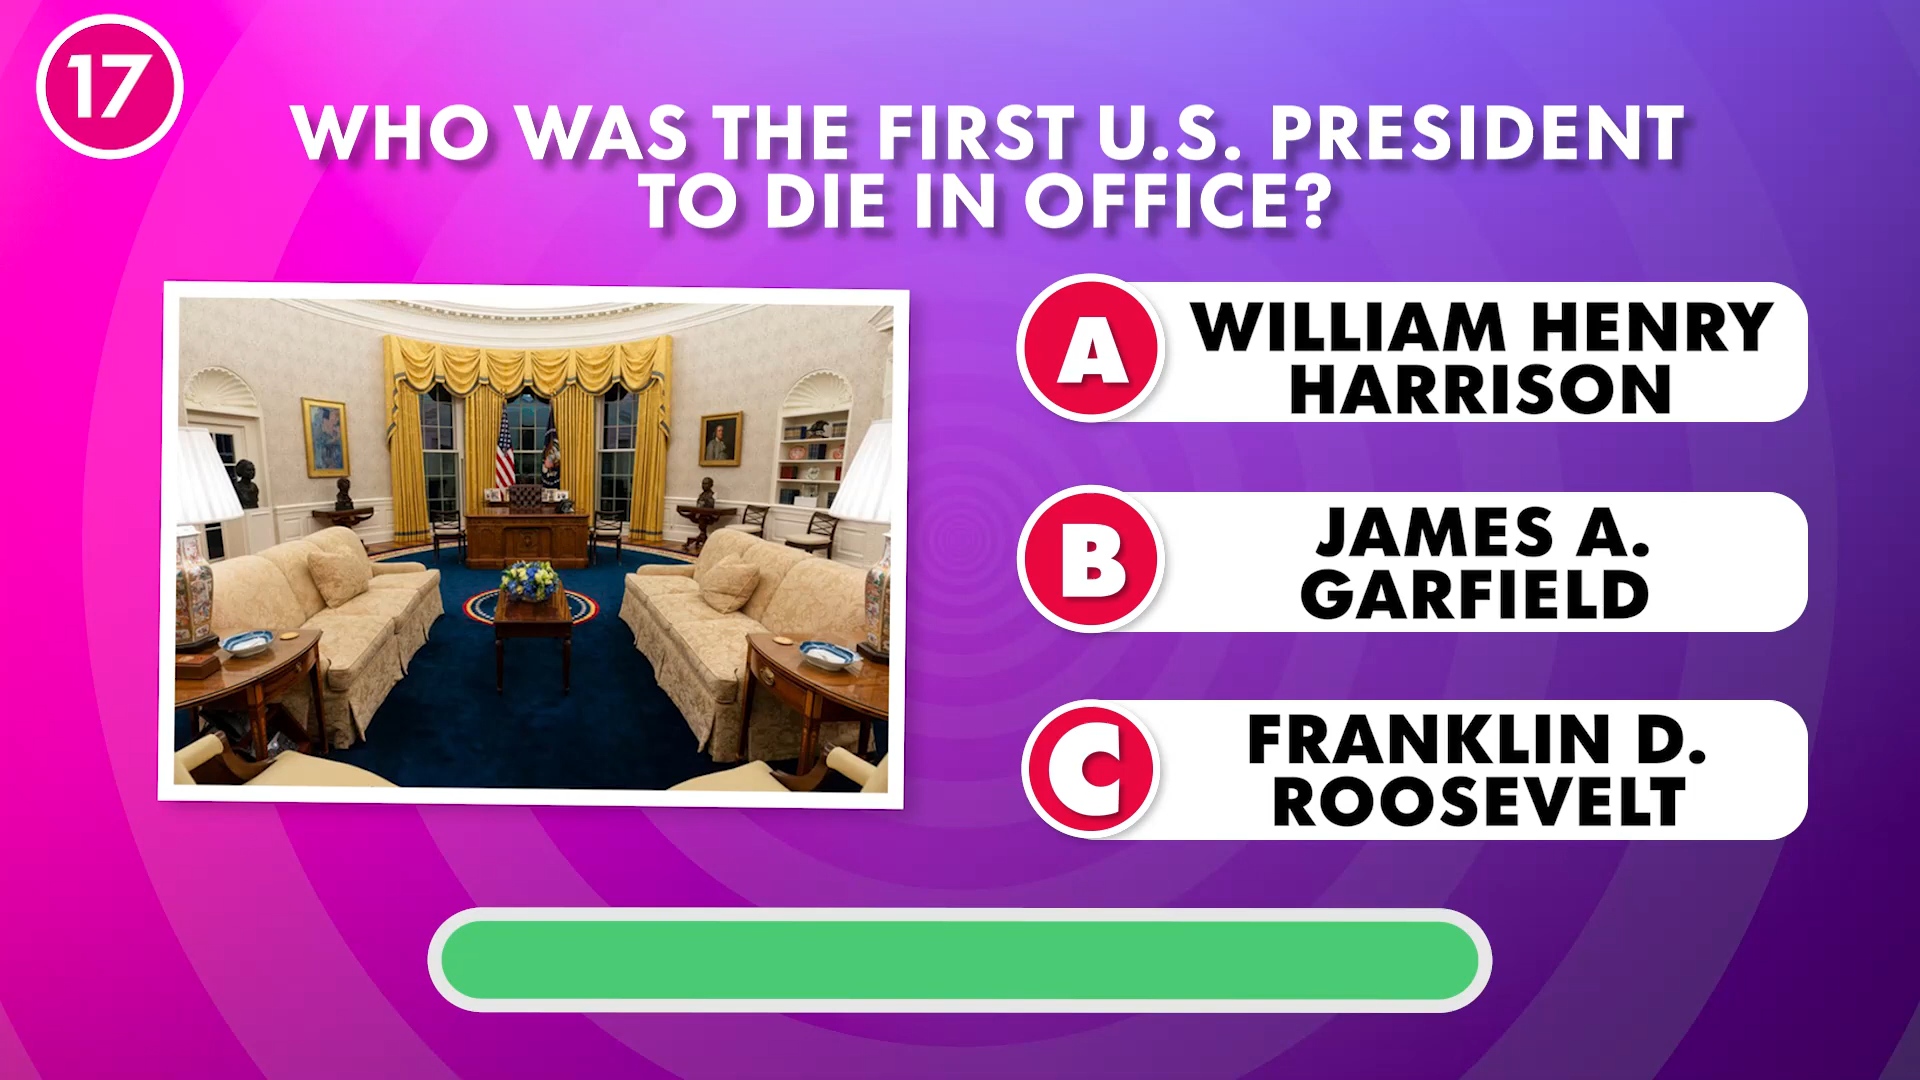 17
WHO WAS THE FIRST U.S. PRESIDENT
TO DIE IN OFFICE?
A
WILLIAM HENRY
HARRISON
B
JAMES A.
GARFIELD
C
FRANKLIN D.
ROOSEVELT